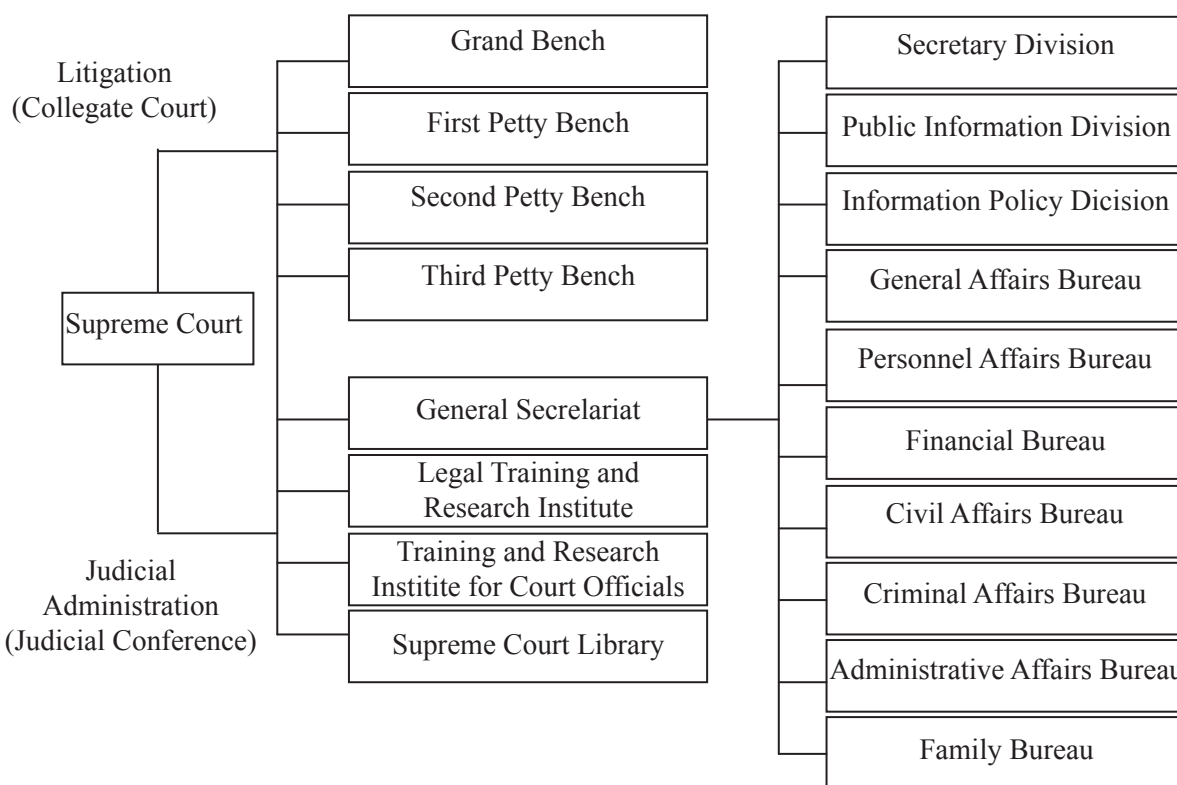 Litigation
(Collegate Court)
Supreme Court
Judicial
Administration
(Judicial Conference)
Grand Bench
First Petty Bench
Second Petty Bench
Third Petty Bench
General Secrelariat
Legal Training and
Research Institute
Training and Research
Institite for Court Officials
Supreme Court Library
Secretary Division
Public Information Division
Information Policy Dicision
General Affairs Bureau
Personnel Affairs Bureau
Financial Bureau
Civil Affairs Bureau
Criminal Affairs Bureau
Administrative Affairs Bureau
Family Bureau